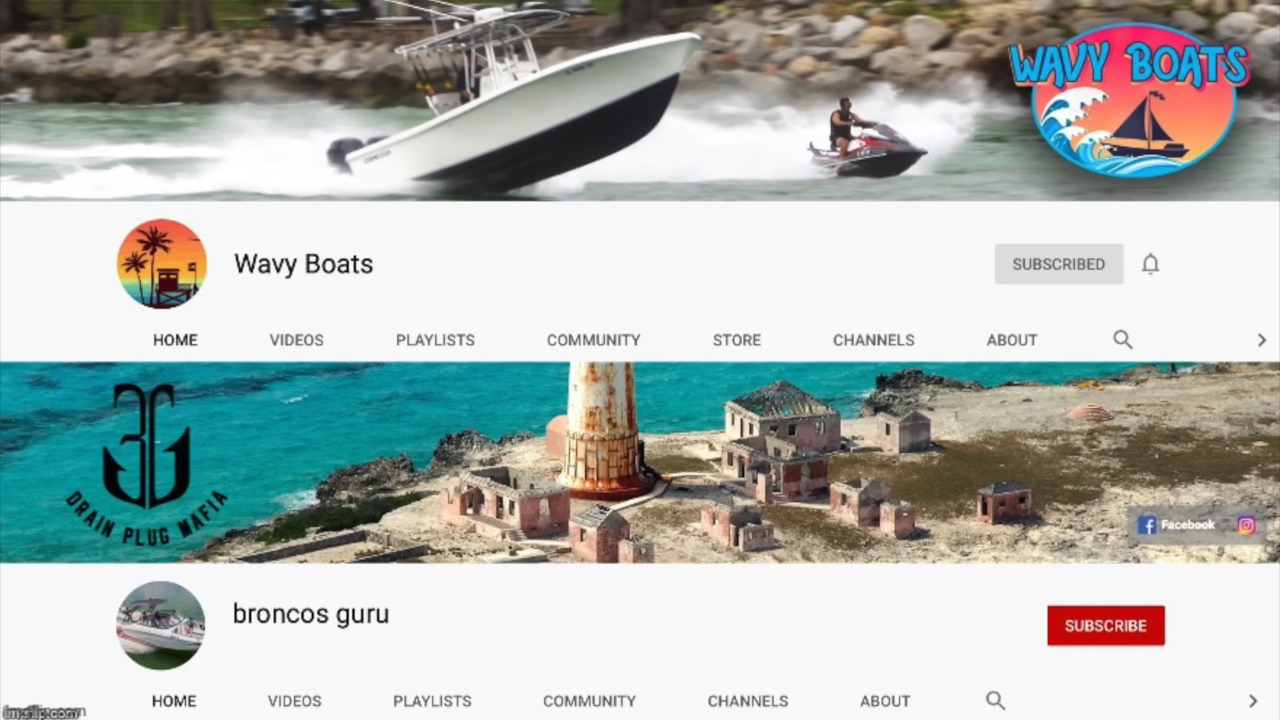 WAVY BOATS
Wavy Boats
SUBSCRIBED
HOME VIDEOS PLAYLISTS COMMUNITY STORE CHANNELS ABOUT
3G
DRAIN PLUG MAFIA
Facebook
broncos guru
SUBSCRIBE
HOME VIDEOS PLAYLISTS COMMUNITY CHANNELS ABOUT
imgflip.com